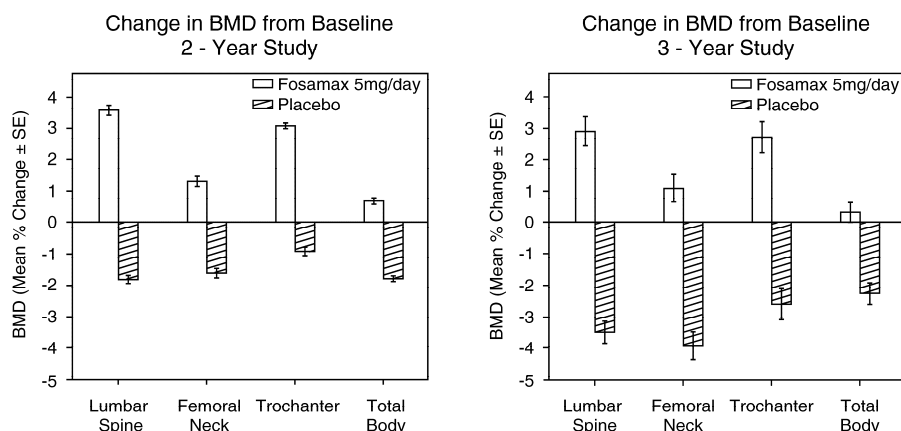 Change in BMD from Baseline
2 - Year Study
BMD (Mean % Change ± SE)
4
3
2
1
0
-1
-2
-3
-4
-5
Fosamax 5mg/day
Placebo
Lumbar Spine
Femoral Neck
Trochanter
Total Body
Change in BMD from Baseline
3 - Year Study
BMD (Mean % Change ± SE)
4
3
2
1
0
-1
-2
-3
-4
-5
Fosamax 5mg/day
Placebo
Lumbar Spine
Femoral Neck
Trochanter
Total Body